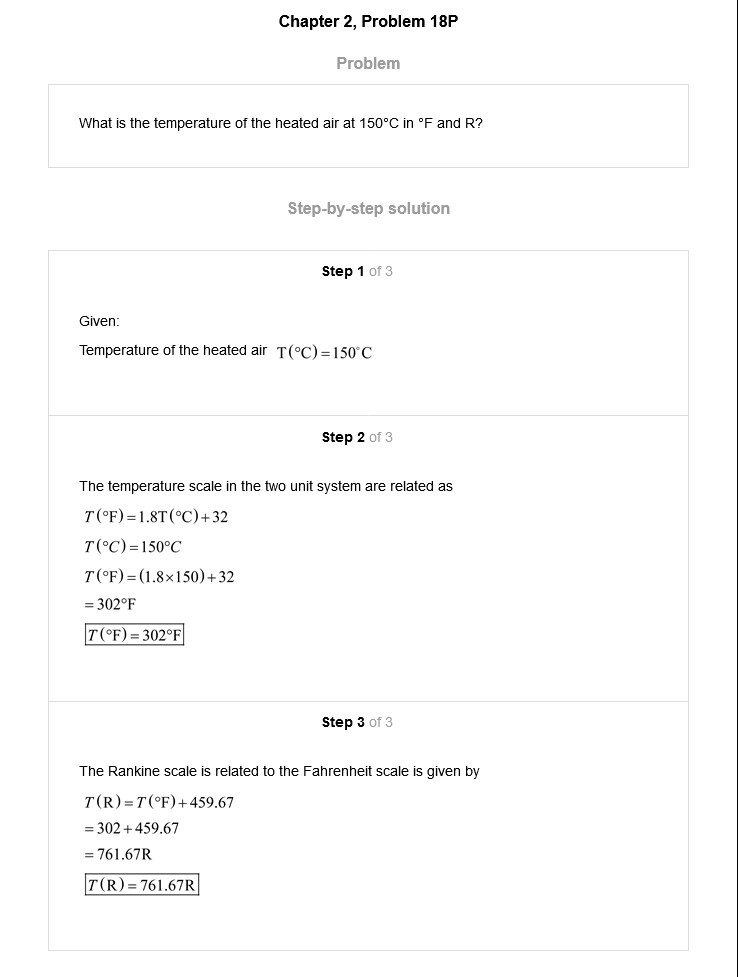 Chapter 2, Problem 18P
Problem
What is the temperature of the heated air at 150°C in °F and R?
Step-by-step solution
Step 1 of 3
Given:
Temperature of the heated air T(°C)=150°C
Step 2 of 3
The temperature scale in the two unit system are related as
T(°F)=1.8T(°C)+32
T(°C)=150°C
T(°F)=(1.8×150)+32
=302°F
T(°F)=302°F
Step 3 of 3
The Rankine scale is related to the Fahrenheit scale is given by
T(R)=T(°F)+459.67
=302+459.67
=761.67R
T(R)=761.67R